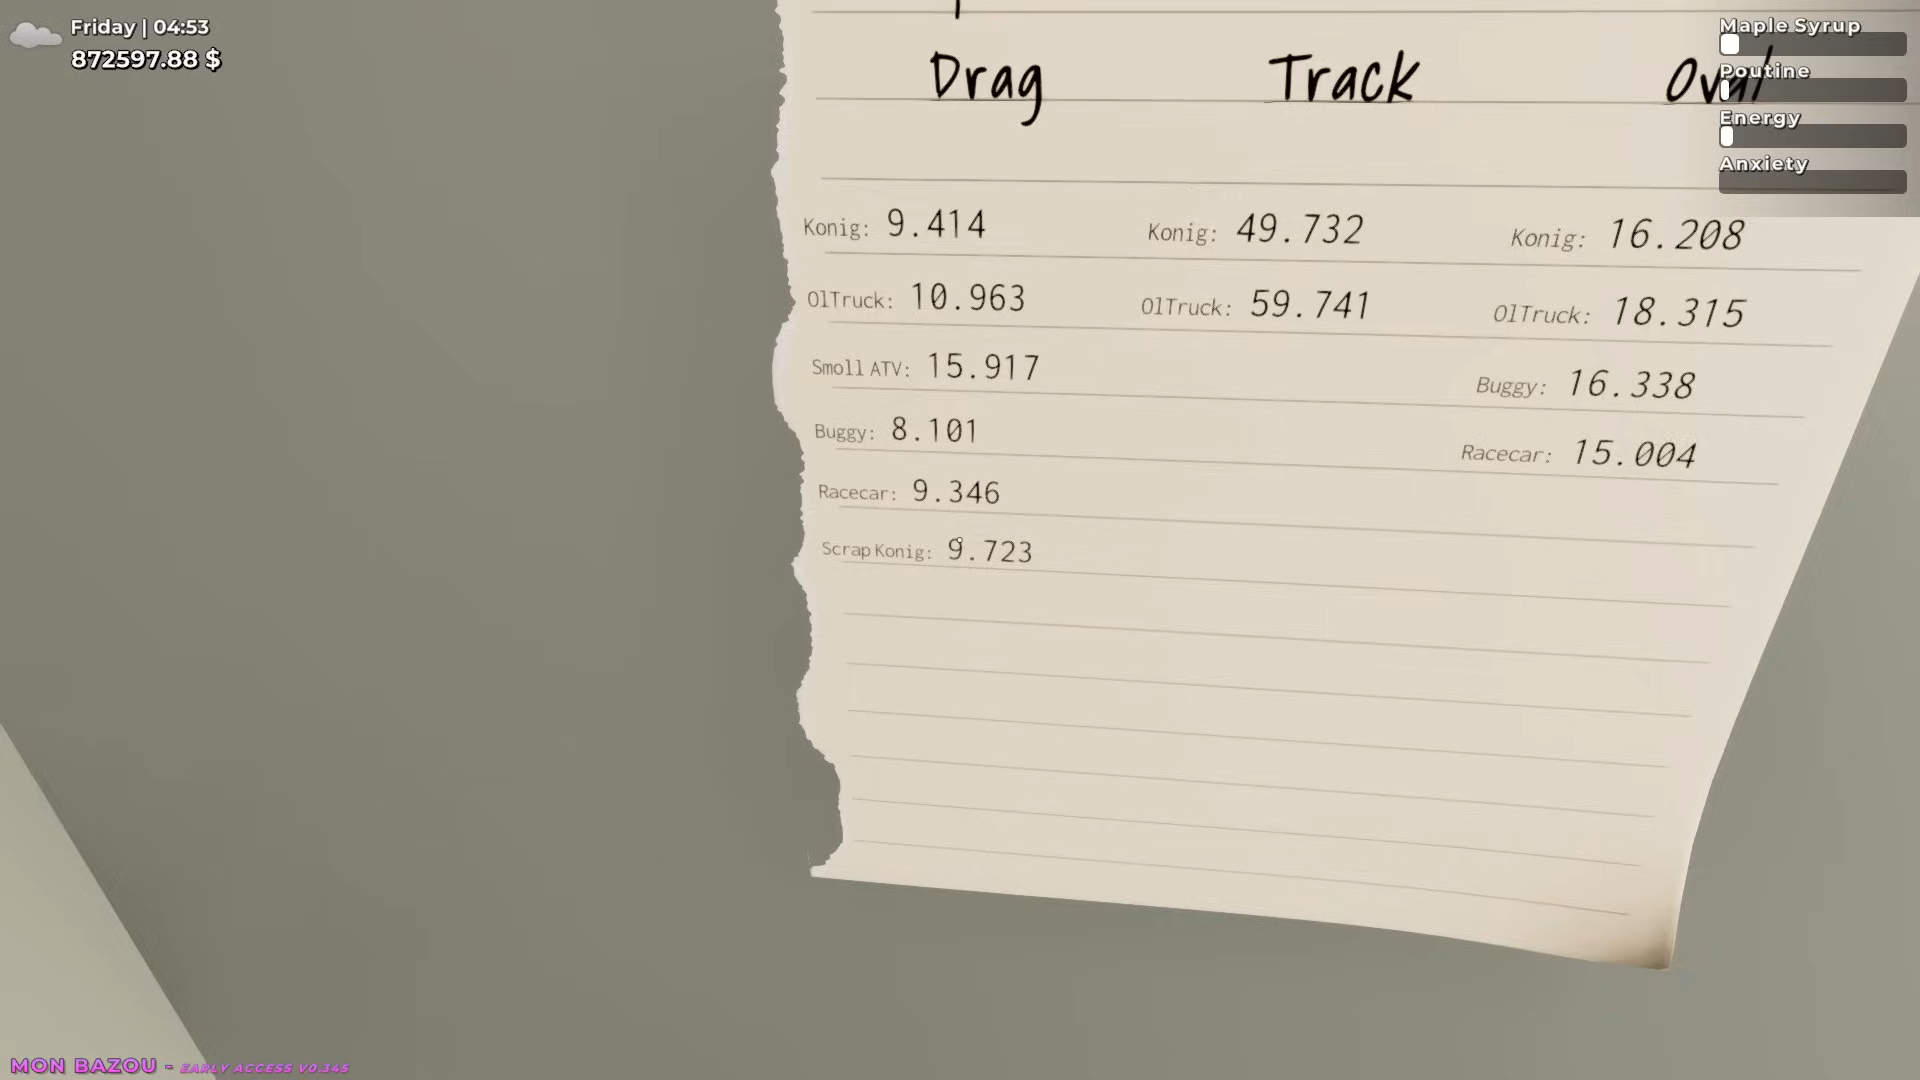 Friday | 04:53
872597.88 $
Maple Syrup
Poutine
Energy
Anxiety
Drag Track Oval
Konig: 9.414 Konig: 49.732 Konig: 16.208
OlTruck: 10.963 OlTruck: 59.741 OlTruck: 18.315
Smoll ATV: 15.917 Buggy: 16.338
Buggy: 8.101 Racecar: 15.004
Racecar: 9.346
Scrap Konig: 9.723
MON BAZOU - EARLY ACCESS V0.345